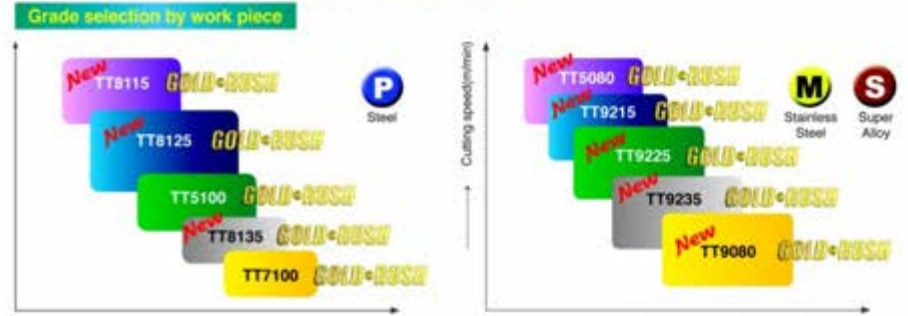 Grade selection by work piece
New
TT8115 GOLD•RUSH
New
TT8125 GOLD•RUSH
TT5100 GOLD•RUSH
New
TT8135 GOLD•RUSH
TT7100 GOLD•RUSH
P
Steel
Cutting speed(m/min)
New
TT5080 GOLD•RUSH
New
TT9215 GOLD•RUSH
New
TT9225 GOLD•RUSH
New
TT9235 GOLD•RUSH
New
TT9080 GOLD•RUSH
M
Stainless
Steel
S
Super
Alloy